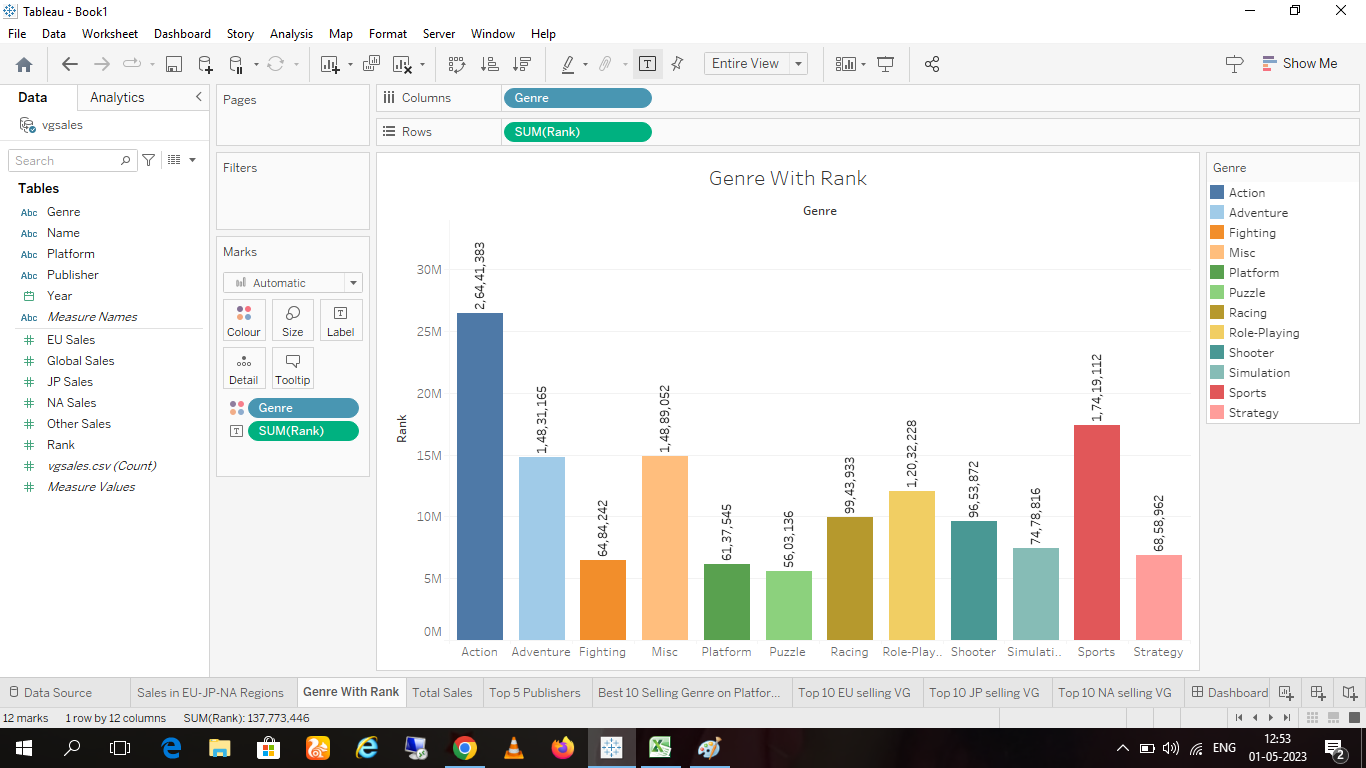 Tableau - Book1
File Data Worksheet Dashboard Story Analysis Map Format Server Window Help
Entire View
Show Me
Data Analytics
vgsales
Search
Tables
Abc Genre
Abc Name
Abc Platform
Abc Publisher
Year
Abc Measure Names
EU Sales
Global Sales
JP Sales
NA Sales
Other Sales
Rank
vgsales.csv (Count)
Measure Values
Pages
Filters
Marks
Automatic
Colour Size Label
Detail Tooltip
Genre
SUM(Rank)
Columns Genre
Rows SUM(Rank)
Genre With Rank
Genre
Rank
30M
25M
20M
15M
10M
5M
0M
2,64,41,383
1,48,31,165
64,84,242
1,48,89,052
61,37,545
56,03,136
99,43,933
1,20,32,228
96,53,872
74,78,816
1,74,19,112
68,58,962
Action Adventure Fighting Misc Platform Puzzle Racing Role-Play.. Shooter Simulati.. Sports Strategy
Genre
Action
Adventure
Fighting
Misc
Platform
Puzzle
Racing
Role-Playing
Shooter
Simulation
Sports
Strategy
Data Source Sales in EU-JP-NA Regions Genre With Rank Total Sales Top 5 Publishers Best 10 Selling Genre on Platfor... Top 10 EU selling VG Top 10 JP selling VG Top 10 NA selling VG Dashboard
12 marks 1 row by 12 columns SUM(Rank): 137,773,446
ENG
12:53
01-05-2023
2